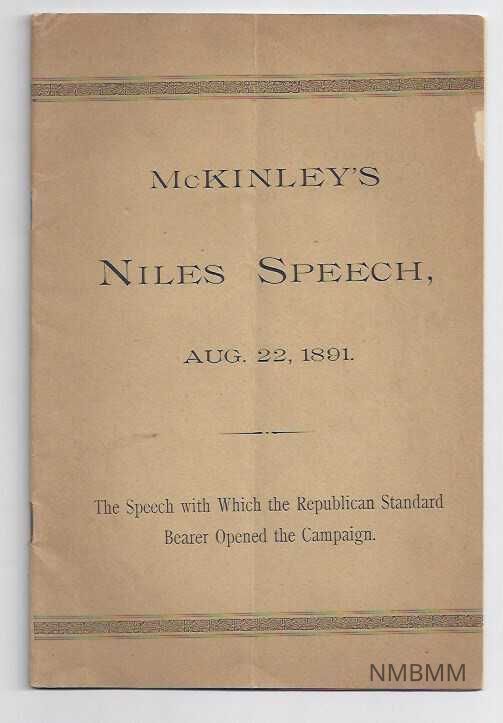 McKINLEY'S
NILES SPEECH,
AUG. 22, 1891.
The Speech with Which the Republican Standard
Bearer Opened the Campaign.
NMBMM